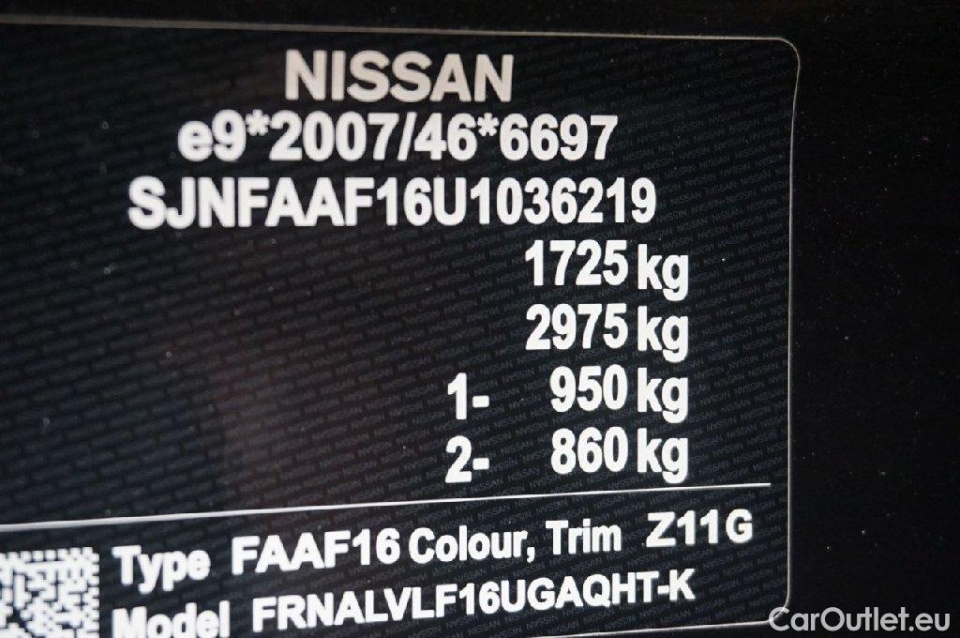 NISSAN
e9*2007/46*6697
SJNFAAF16U1036219
1725 kg
2975 kg
1- 950 kg
2- 860 kg
Type FAAF16 Colour, Trim Z11G
Model FRNALVLF16UGAQHT-K
CarOutlet.eu